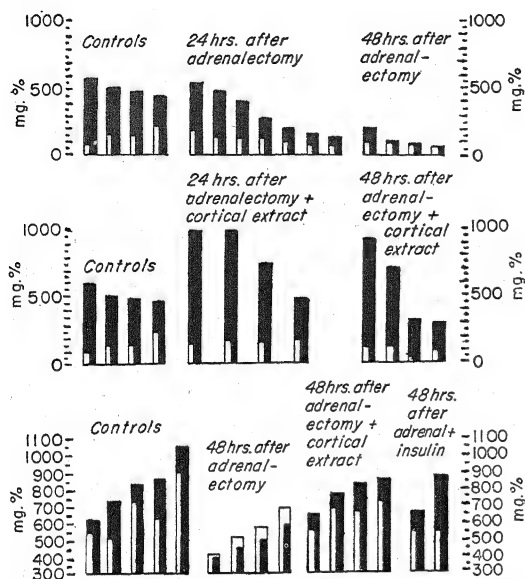 1000
500
0
mg. %
Controls
24 hrs. after
adrenalectomy
48 hrs. after
adrenal-
ectomy
1000
500
0
mg. %
1000
500
0
mg. %
Controls
24 hrs. after
adrenalectomy +
cortical extract
48 hrs. after
adrenal-
ectomy +
cortical
extract
1000
500
0
mg. %
1100
1000
900
800
700
600
500
400
300
mg. %
Controls
48 hrs. after
adrenal-
ectomy
48 hrs. after
adrenal-
ectomy +
cortical
extract
48 hrs.
after
adrenal +
insulin
1100
1000
900
800
700
600
500
400
300
mg. %